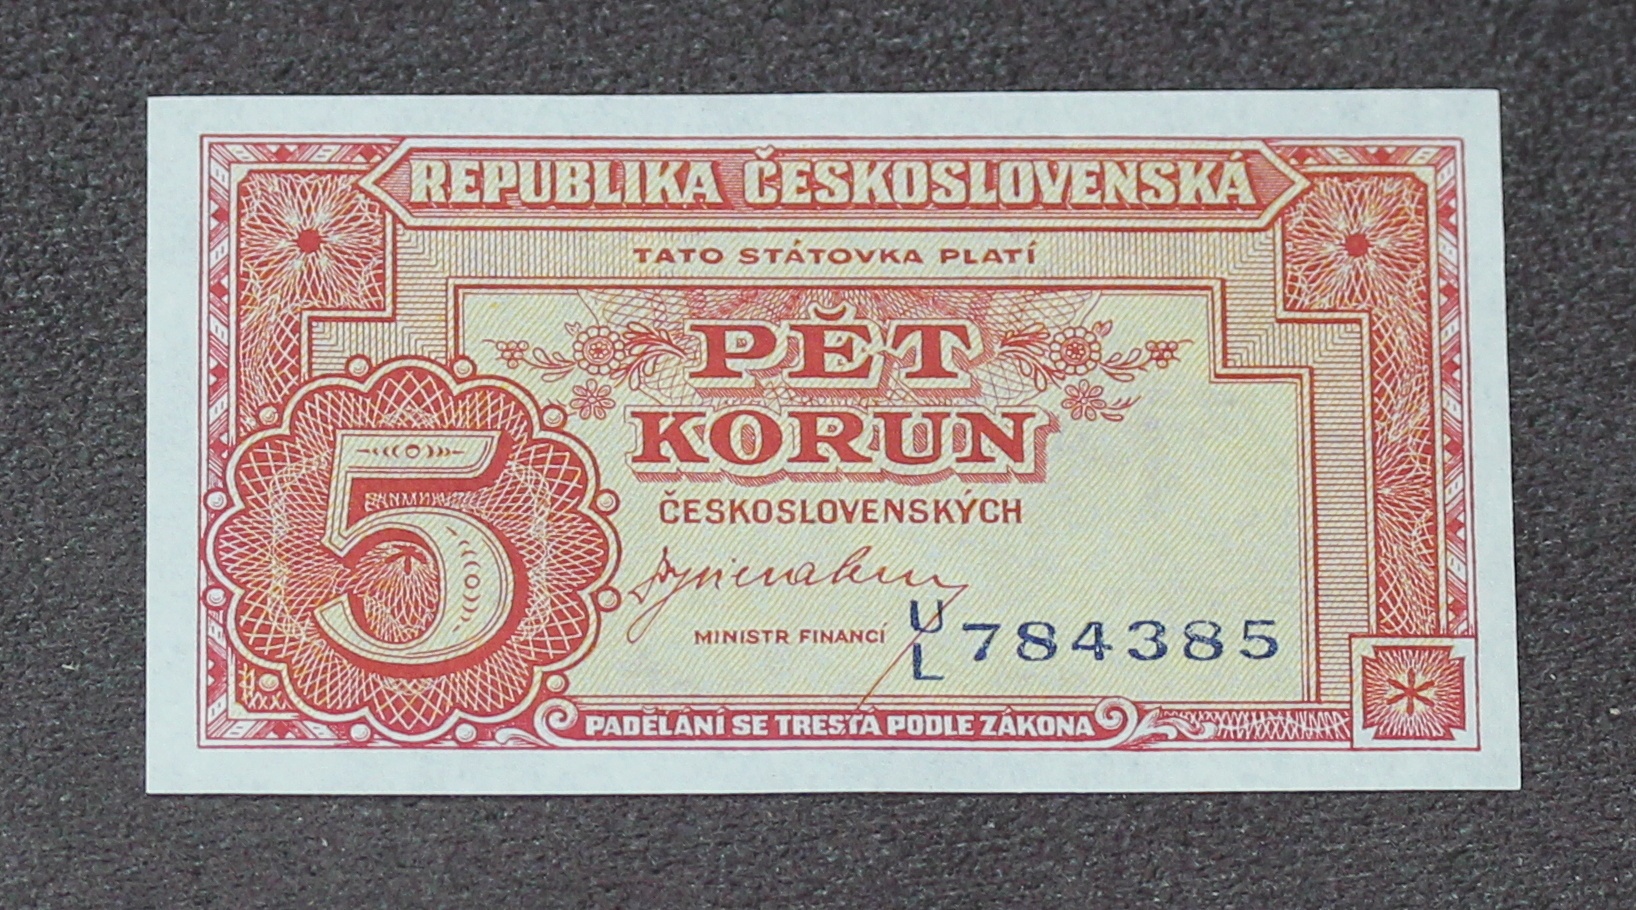 REPUBLIKA ČESKOSLOVENSKÁ
TATO STÁTOVKA PLATÍ
PĚT
KORUN
ČESKOSLOVENSKÝCH
MINISTR FINANCÍ
U
L 784385
5
PADĚLÁNÍ SE TRESTÁ PODLE ZÁKONA